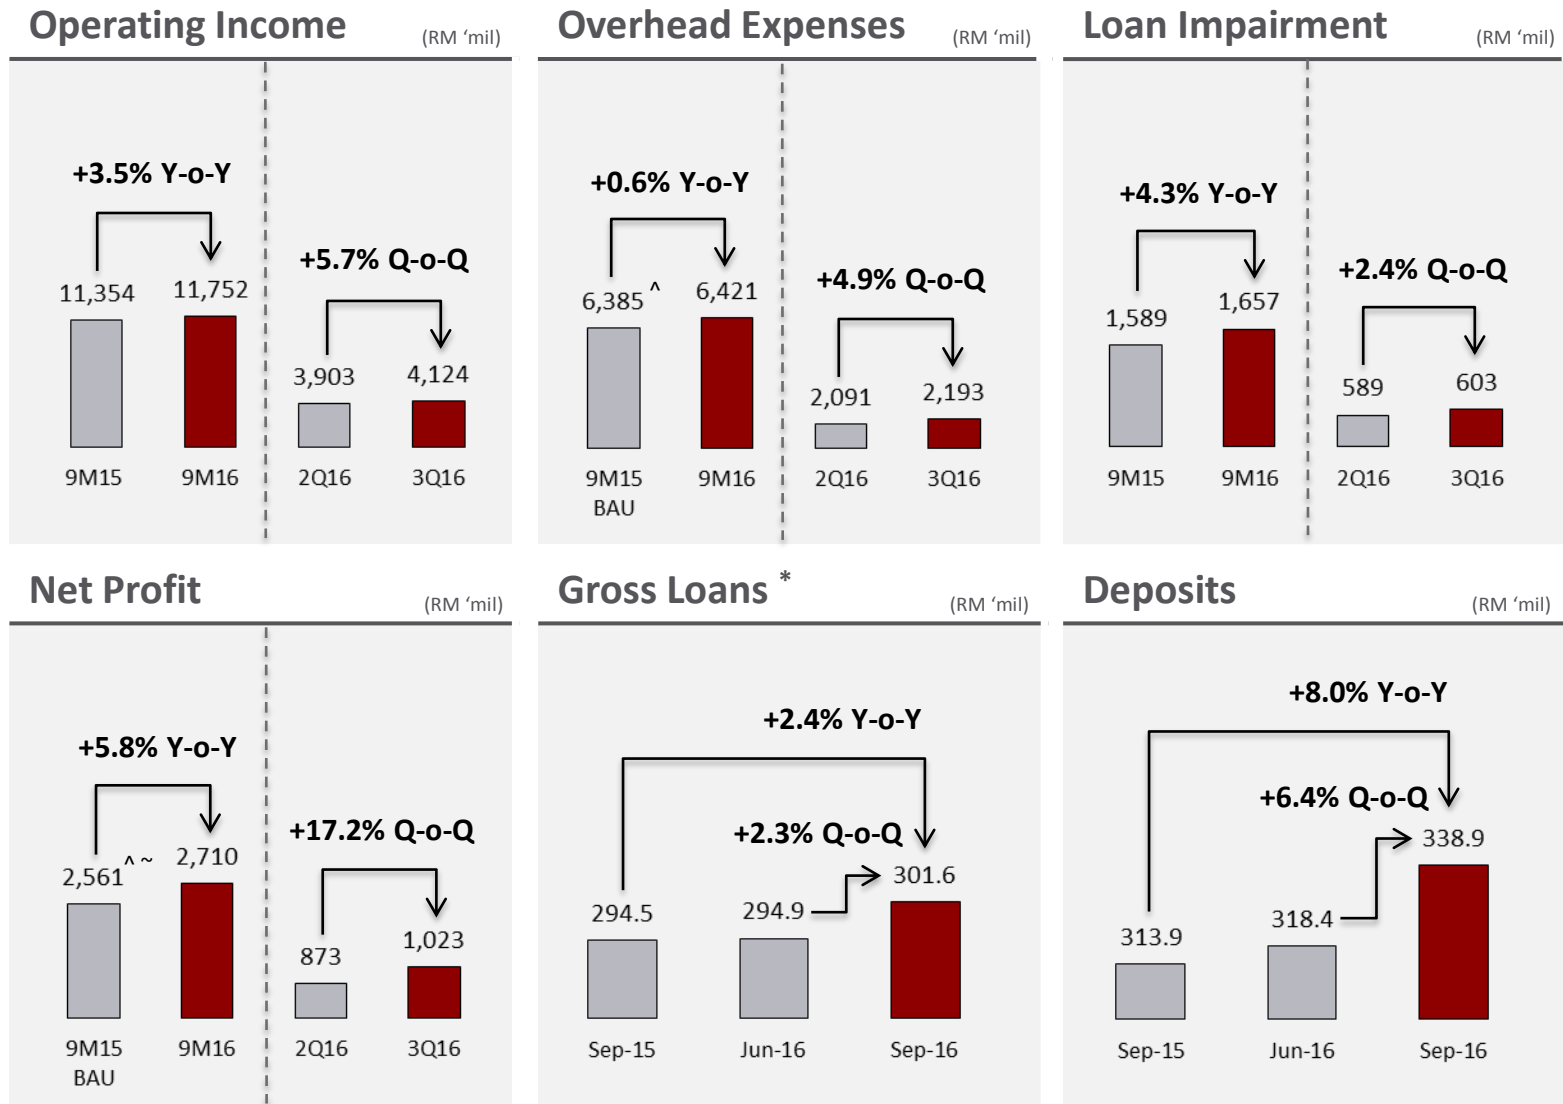 Operating Income (RM ‘mil)
+3.5% Y-o-Y
+5.7% Q-o-Q
11,354 11,752
3,903 4,124
9M15 9M16 2Q16 3Q16
Overhead Expenses (RM ‘mil)
+0.6% Y-o-Y
+4.9% Q-o-Q
6,385 ^ 6,421
2,091 2,193
9M15 9M16 2Q16 3Q16
BAU
Loan Impairment (RM ‘mil)
+4.3% Y-o-Y
+2.4% Q-o-Q
1,589 1,657
589 603
9M15 9M16 2Q16 3Q16
Net Profit (RM ‘mil)
+5.8% Y-o-Y
+17.2% Q-o-Q
2,561 ^ ~ 2,710
873 1,023
9M15 9M16 2Q16 3Q16
BAU
Gross Loans * (RM ‘mil)
+2.4% Y-o-Y
+2.3% Q-o-Q
294.5 294.9 301.6
Sep-15 Jun-16 Sep-16
Deposits (RM ‘mil)
+8.0% Y-o-Y
+6.4% Q-o-Q
313.9 318.4 338.9
Sep-15 Jun-16 Sep-16